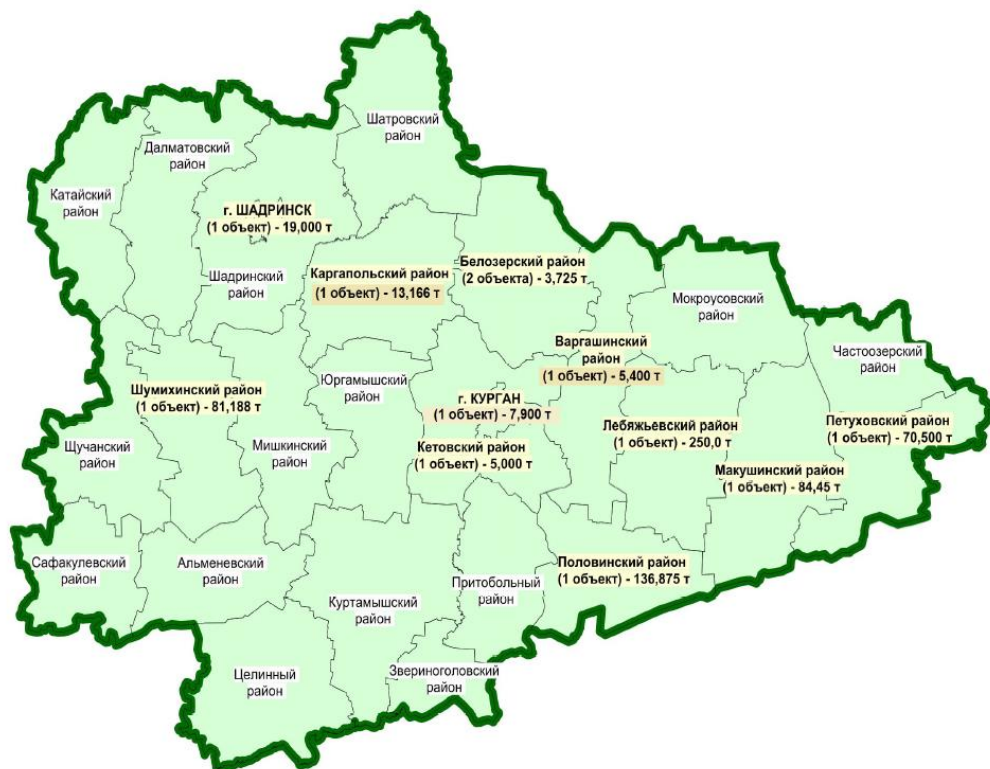 Шатровский
район
Далматовский
район
Катайский
район
г. ШАДРИНСК
(1 объект) - 19,000 т
Шадринский
район
Каргапольский район
(1 объект) - 13,166 т
Белозерский район
(2 объекта) - 3,725 т
Мокроусовский
район
Варгашинский
район
(1 объект) - 5,400 т
Частоозерский
район
Юргамышский
район
Шумихинский район
(1 объект) - 81,188 т
г. КУРГАН
(1 объект) - 7,900 т
Лебяжьевский район
(1 объект) - 250,0 т
Петуховский район
(1 объект) - 70,500 т
Щучанский
район
Мишкинский
район
Кетовский район
(1 объект) - 5,000 т
Макушинский район
(1 объект) - 84,45 т
Сафакулевский
район
Альменевский
район
Половинский район
(1 объект) - 136,875 т
Притобольный
район
Куртамышский
район
Целинный
район
Звериноголовский
район